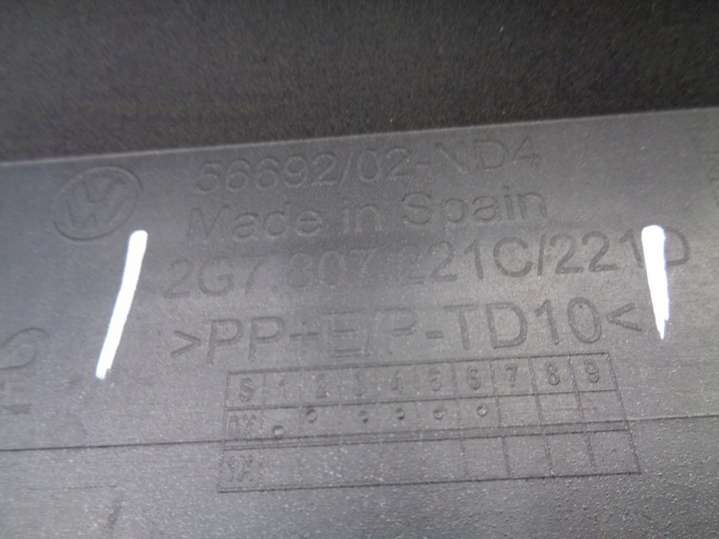 56692/02-ND4
Made in Spain
2G7.807.221C/221D
>PP+E/P-TD10<
S 1 2 3 4 5 6 7 8 9